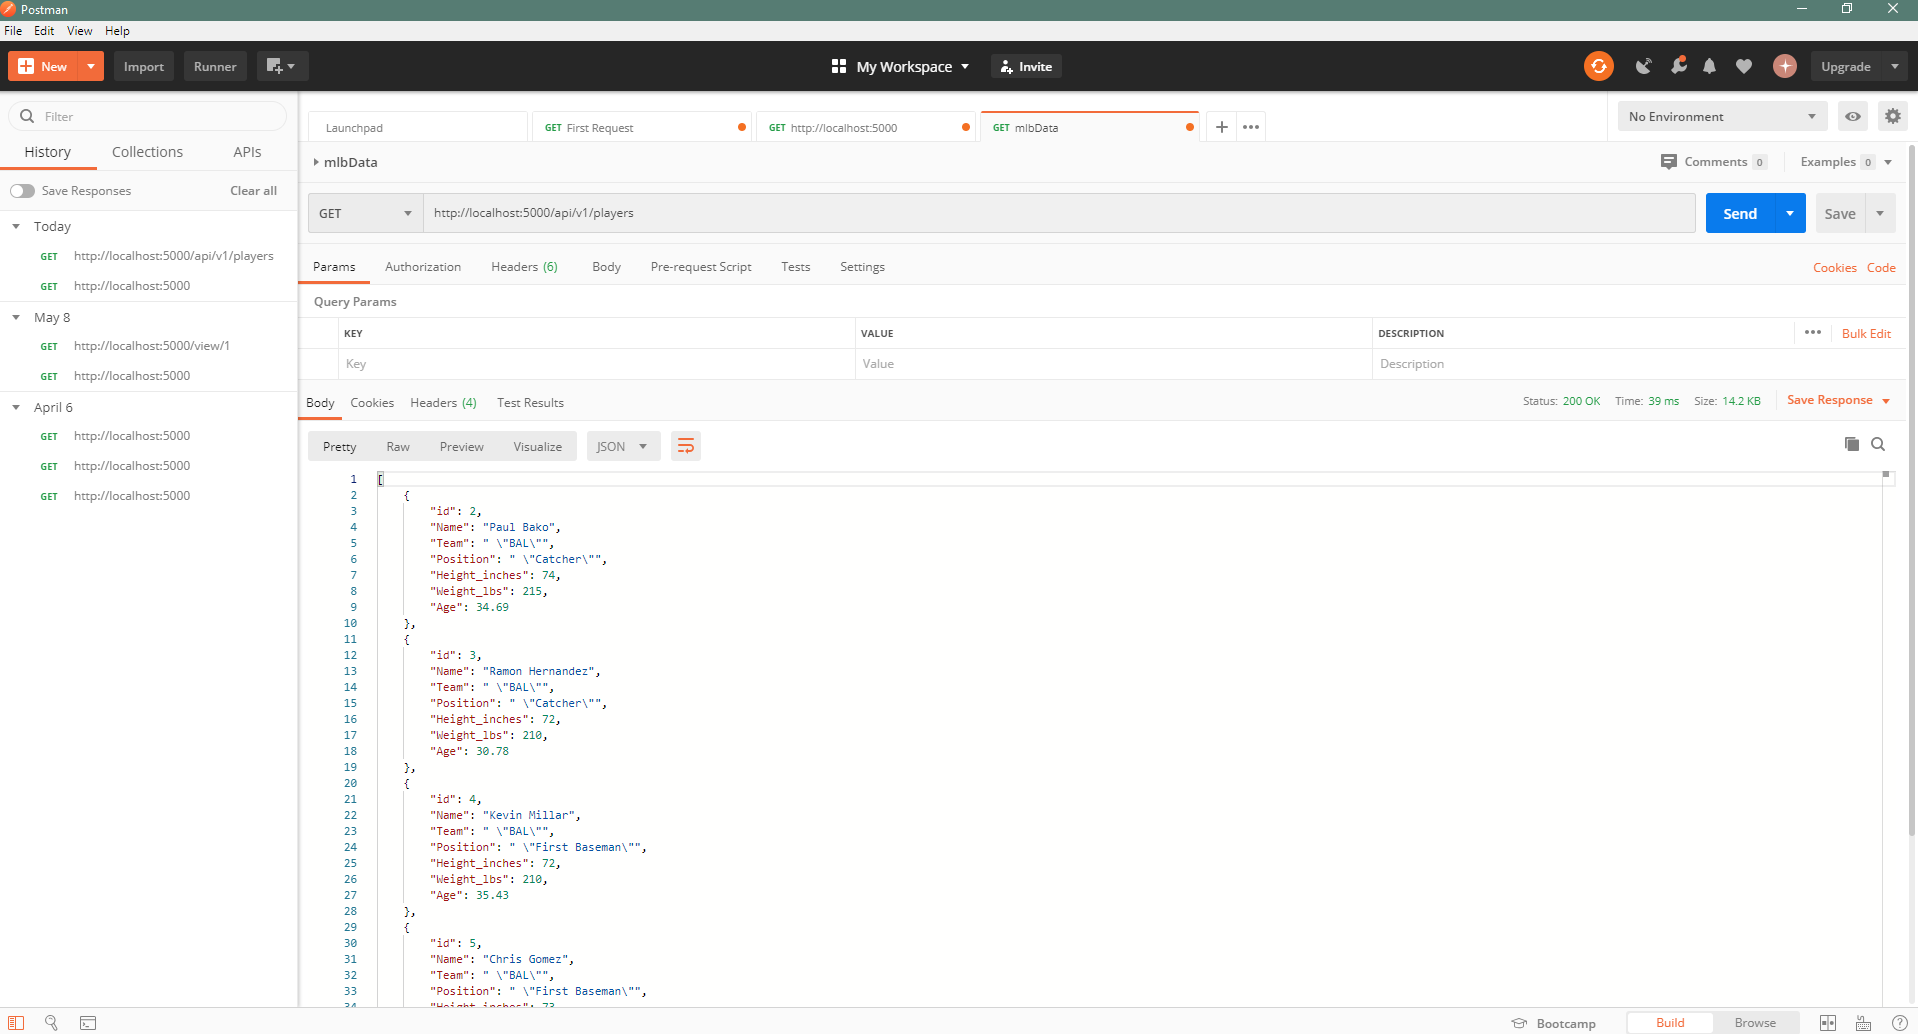 Postman
File Edit View Help
New Import Runner My Workspace Invite Upgrade
Filter
History Collections APIs
Save Responses Clear all
Today
GET http://localhost:5000/api/v1/players
GET http://localhost:5000
May 8
GET http://localhost:5000/view/1
GET http://localhost:5000
April 6
GET http://localhost:5000
GET http://localhost:5000
GET http://localhost:5000
Launchpad GET First Request GET http://localhost:5000 GET mlbData
No Environment
mlbData Comments 0 Examples 0
GET http://localhost:5000/api/v1/players Send Save
Params Authorization Headers (6) Body Pre-request Script Tests Settings Cookies Code
Query Params
KEY VALUE DESCRIPTION Bulk Edit
Key Value Description
Body Cookies Headers (4) Test Results Status: 200 OK Time: 39 ms Size: 14.2 KB Save Response
Pretty Raw Preview Visualize JSON
1 [
2 {
3 "id": 2,
4 "Name": "Paul Bako",
5 "Team": " \"BAL\"",
6 "Position": " \"Catcher\"",
7 "Height_inches": 74,
8 "Weight_lbs": 215,
9 "Age": 34.69
10 },
11 {
12 "id": 3,
13 "Name": "Ramon Hernandez",
14 "Team": " \"BAL\"",
15 "Position": " \"Catcher\"",
16 "Height_inches": 72,
17 "Weight_lbs": 210,
18 "Age": 30.78
19 },
20 {
21 "id": 4,
22 "Name": "Kevin Millar",
23 "Team": " \"BAL\"",
24 "Position": " \"First Baseman\"",
25 "Height_inches": 72,
26 "Weight_lbs": 210,
27 "Age": 35.43
28 },
29 {
30 "id": 5,
31 "Name": "Chris Gomez",
32 "Team": " \"BAL\"",
33 "Position": " \"First Baseman\"",
34 "Height_inches": 73,
Bootcamp Build Browse